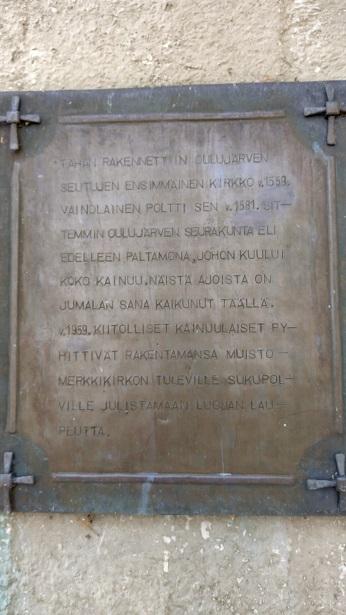 TÄHÄN RAKENNETTIIN OULUJÄRVEN
SEUTUJEN ENSIMMÄINEN KIRKKO v.1559.
VAINOLAINEN POLTTI SEN v.1581. SIT-
TEMMIN OULUJÄRVEN SEURAKUNTA ELI
EDELLEEN PALTAMONA, JOHON KUULUI
KOKO KAINUU. NÄISTÄ AJOISTA ON
JUMALAN SANA KAIKUNUT TÄÄLLÄ.
v.1959. KIITOLLISET KAINUULAISET PY-
HITTIVÄT RAKENTAMANSA MUISTO-
MERKKIKIRKON TULEVILLE SUKUPOL-
VILLE JULISTAMAAN LUOJAN LAU-
PEUTTA.